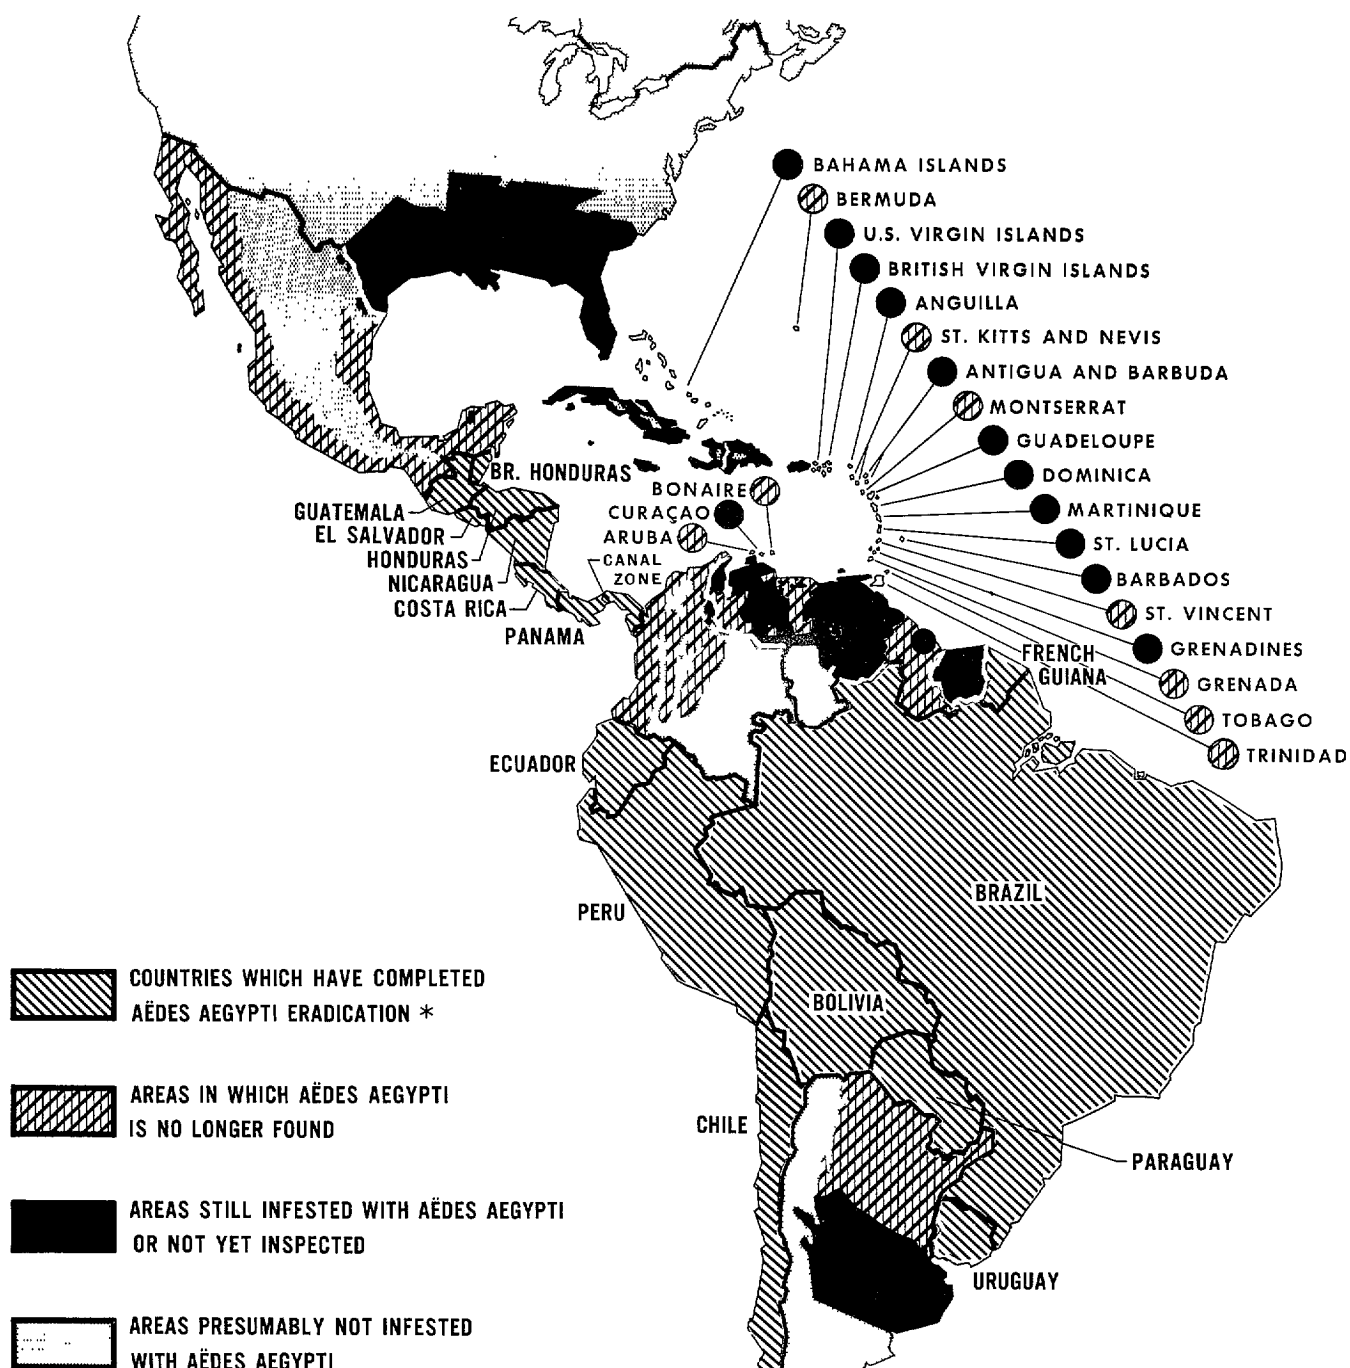 BAHAMA ISLANDS
BERMUDA
U.S. VIRGIN ISLANDS
BRITISH VIRGIN ISLANDS
ANGUILLA
ST. KITTS AND NEVIS
ANTIGUA AND BARBUDA
MONTSERRAT
GUADELOUPE
DOMINICA
MARTINIQUE
ST. LUCIA
BARBADOS
ST. VINCENT
GRENADINES
GRENADA
TOBAGO
TRINIDAD
BR. HONDURAS
BONAIRE
CURAÇAO
ARUBA
CANAL
ZONE
GUATEMALA
EL SALVADOR
HONDURAS
NICARAGUA
COSTA RICA
PANAMA
FRENCH
GUIANA
ECUADOR
PERU
BRAZIL
BOLIVIA
CHILE
PARAGUAY
URUGUAY
COUNTRIES WHICH HAVE COMPLETED
AËDES AEGYPTI ERADICATION *
AREAS IN WHICH AËDES AEGYPTI
IS NO LONGER FOUND
AREAS STILL INFESTED WITH AËDES AEGYPTI
OR NOT YET INSPECTED
AREAS PRESUMABLY NOT INFESTED
WITH AËDES AEGYPTI